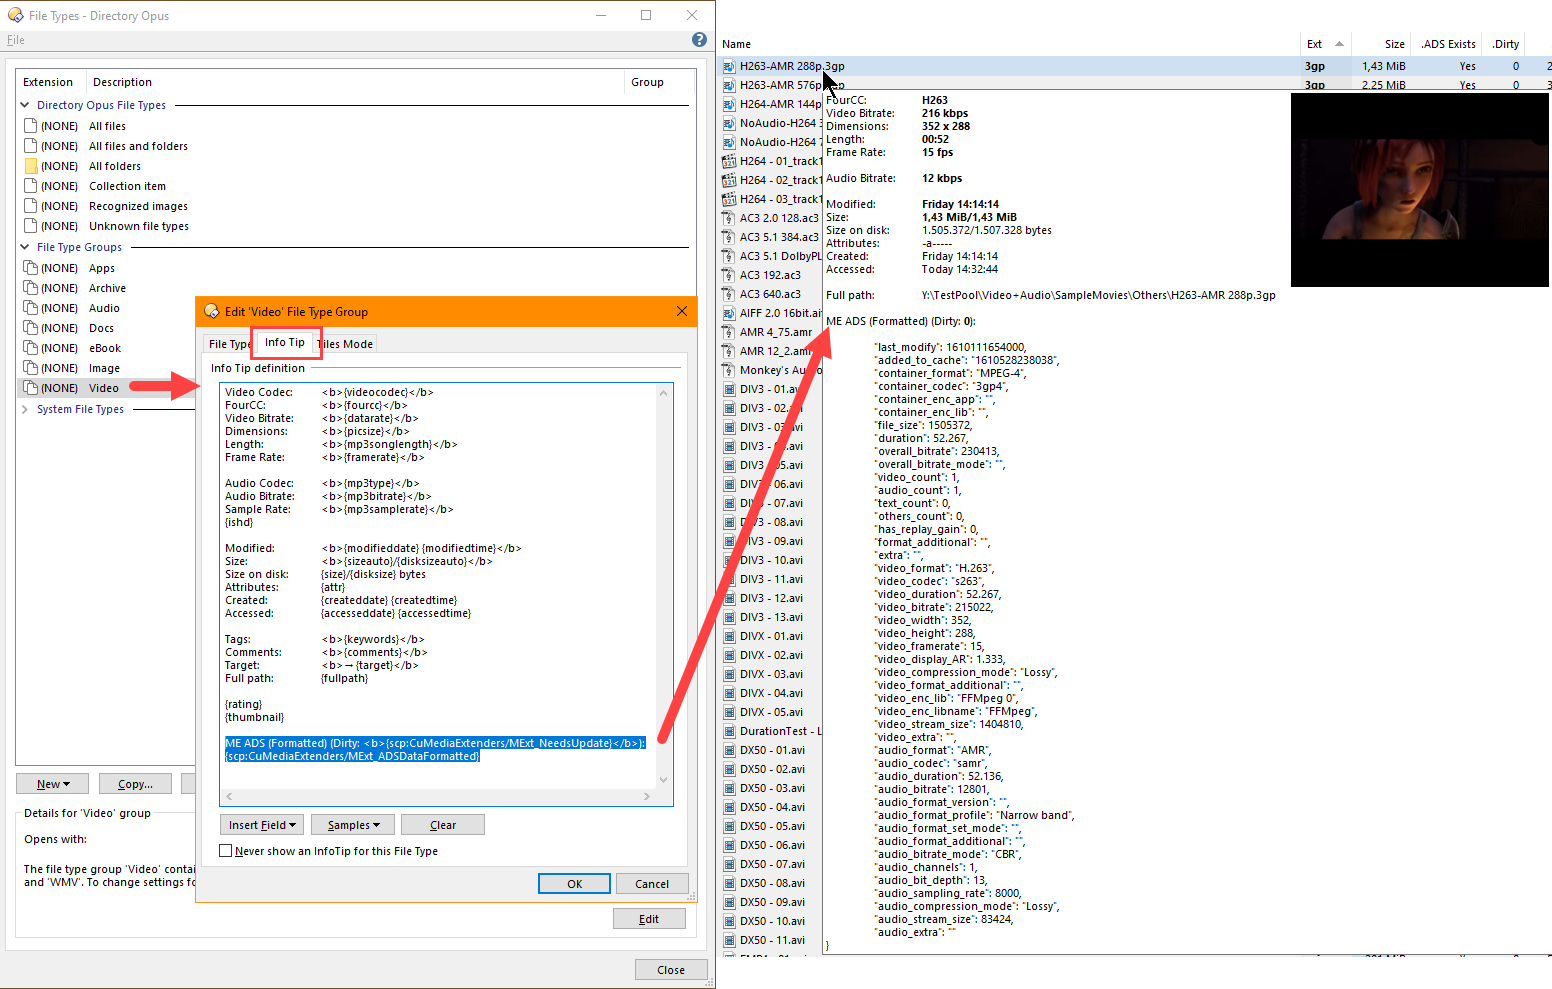 File Types - Directory Opus
File
Extension Description Group
Directory Opus File Types
(NONE) All files
(NONE) All files and folders
(NONE) All folders
(NONE) Collection item
(NONE) Recognized images
(NONE) Unknown file types
File Type Groups
(NONE) Apps
(NONE) Archive
(NONE) Audio
(NONE) Docs
(NONE) eBook
(NONE) Image
(NONE) Video
System File Types
New
Copy...
Details for 'Video' group
Opens with:
The file type group 'Video'
and 'WMV'. To change settings
Edit
Close
Edit 'Video' File Type Group
File Type Info Tip Tiles Mode
Info Tip definition
Video Codec: <b>{videocodec}</b>
FourCC: <b>{fourcc}</b>
Video Bitrate: <b>{datarate}</b>
Dimensions: <b>{picsize}</b>
Length: <b>{mp3songlength}</b>
Frame Rate: <b>{framerate}</b>
Audio Codec: <b>{mp3type}</b>
Audio Bitrate: <b>{mp3bitrate}</b>
Sample Rate: <b>{mp3samplerate}</b>
{ishd}
Modified: <b>{modifieddate} {modifiedtime}</b>
Size: <b>{sizeauto}/{disksizeauto}</b>
Size on disk: {size}/{disksize} bytes
Attributes: {attr}
Created: {createddate} {createdtime}
Accessed: {accesseddate} {accessedtime}
Tags: <b>{keywords}</b>
Comments: <b>{comments}</b>
Target: <b>→{target}</b>
Full path: {fullpath}
{rating}
{thumbnail}
ME ADS (Formatted) (Dirty: <b>{scp:CuMediaExtenders/MExt_NeedsUpdate}</b>):
{scp:CuMediaExtenders/MExt_ADSDataFormatted}
Insert Field Samples Clear
Never show an InfoTip for this File Type
OK Cancel
Name Ext Size .ADS Exists .Dirty
H263-AMR 288p.3gp 3gp 1,43 MiB Yes 0
H263-AMR 576p 3gp 2,25 MiB Yes 0
H264-AMR 144p
NoAudio-H264
NoAudio-H264
H264 - 01_track1
H264 - 02_track1
H264 - 03_track1
AC3 2.0 128.ac3
AC3 5.1 384.ac3
AC3 5.1 DolbyPL
AC3 192.ac3
AC3 640.ac3
AIFF 2.0 16bit.ai
AMR 4_75.amr
AMR 12_2.amr
Monkey's Audio
DIV3 - 01.avi
DIV3 - 02.avi
DIV3 - 03.avi
DIV3 - 04.avi
DIV3 - 05.avi
DIV3 - 06.avi
DIV3 - 07.avi
DIV3 - 08.avi
DIV3 - 09.avi
DIV3 - 10.avi
DIV3 - 11.avi
DIV3 - 12.avi
DIV3 - 13.avi
DIVX - 01.avi
DIVX - 02.avi
DIVX - 03.avi
DIVX - 04.avi
DIVX - 05.avi
DurationTest - L
DX50 - 01.avi
DX50 - 02.avi
DX50 - 03.avi
DX50 - 04.avi
DX50 - 05.avi
DX50 - 06.avi
DX50 - 07.avi
DX50 - 08.avi
DX50 - 09.avi
DX50 - 10.avi
DX50 - 11.avi
FourCC: H263
Video Bitrate: 216 kbps
Dimensions: 352 x 288
Length: 00:52
Frame Rate: 15 fps
Audio Bitrate: 12 kbps
Modified: Friday 14:14:14
Size: 1,43 MiB/1,43 MiB
Size on disk: 1.505.372/1.507.328 bytes
Attributes: -a-----
Created: Friday 14:14:14
Accessed: Today 14:32:44
Full path: Y:\TestPool\Video+Audio\SampleMovies\Others\H263-AMR 288p.3gp
ME ADS (Formatted) (Dirty: 0):
"last_modify": 1610111654000,
"added_to_cache": "1610528238038",
"container_format": "MPEG-4",
"container_codec": "3gp4",
"container_enc_app": "",
"container_enc_lib": "",
"file_size": 1505372,
"duration": 52.267,
"overall_bitrate": 230413,
"overall_bitrate_mode": "",
"video_count": 1,
"audio_count": 1,
"text_count": 0,
"others_count": 0,
"has_replay_gain": 0,
"format_additional": "",
"extra": "",
"video_format": "H.263",
"video_codec": "s263",
"video_duration": 52.267,
"video_bitrate": 215022,
"video_width": 352,
"video_height": 288,
"video_framerate": 15,
"video_display_AR": 1.333,
"video_compression_mode": "Lossy",
"video_format_additional": "",
"video_enc_lib": "FFMpeg 0",
"video_enc_libname": "FFMpeg",
"video_stream_size": 1404810,
"video_extra": "",
"audio_format": "AMR",
"audio_codec": "samr",
"audio_duration": 52.136,
"audio_bitrate": 12801,
"audio_format_version": "",
"audio_format_profile": "Narrow band",
"audio_format_set_mode": "",
"audio_format_additional": "",
"audio_bitrate_mode": "CBR",
"audio_channels": 1,
"audio_bit_depth": 13,
"audio_sampling_rate": 8000,
"audio_compression_mode": "Lossy",
"audio_stream_size": 83424,
"audio_extra": ""
}